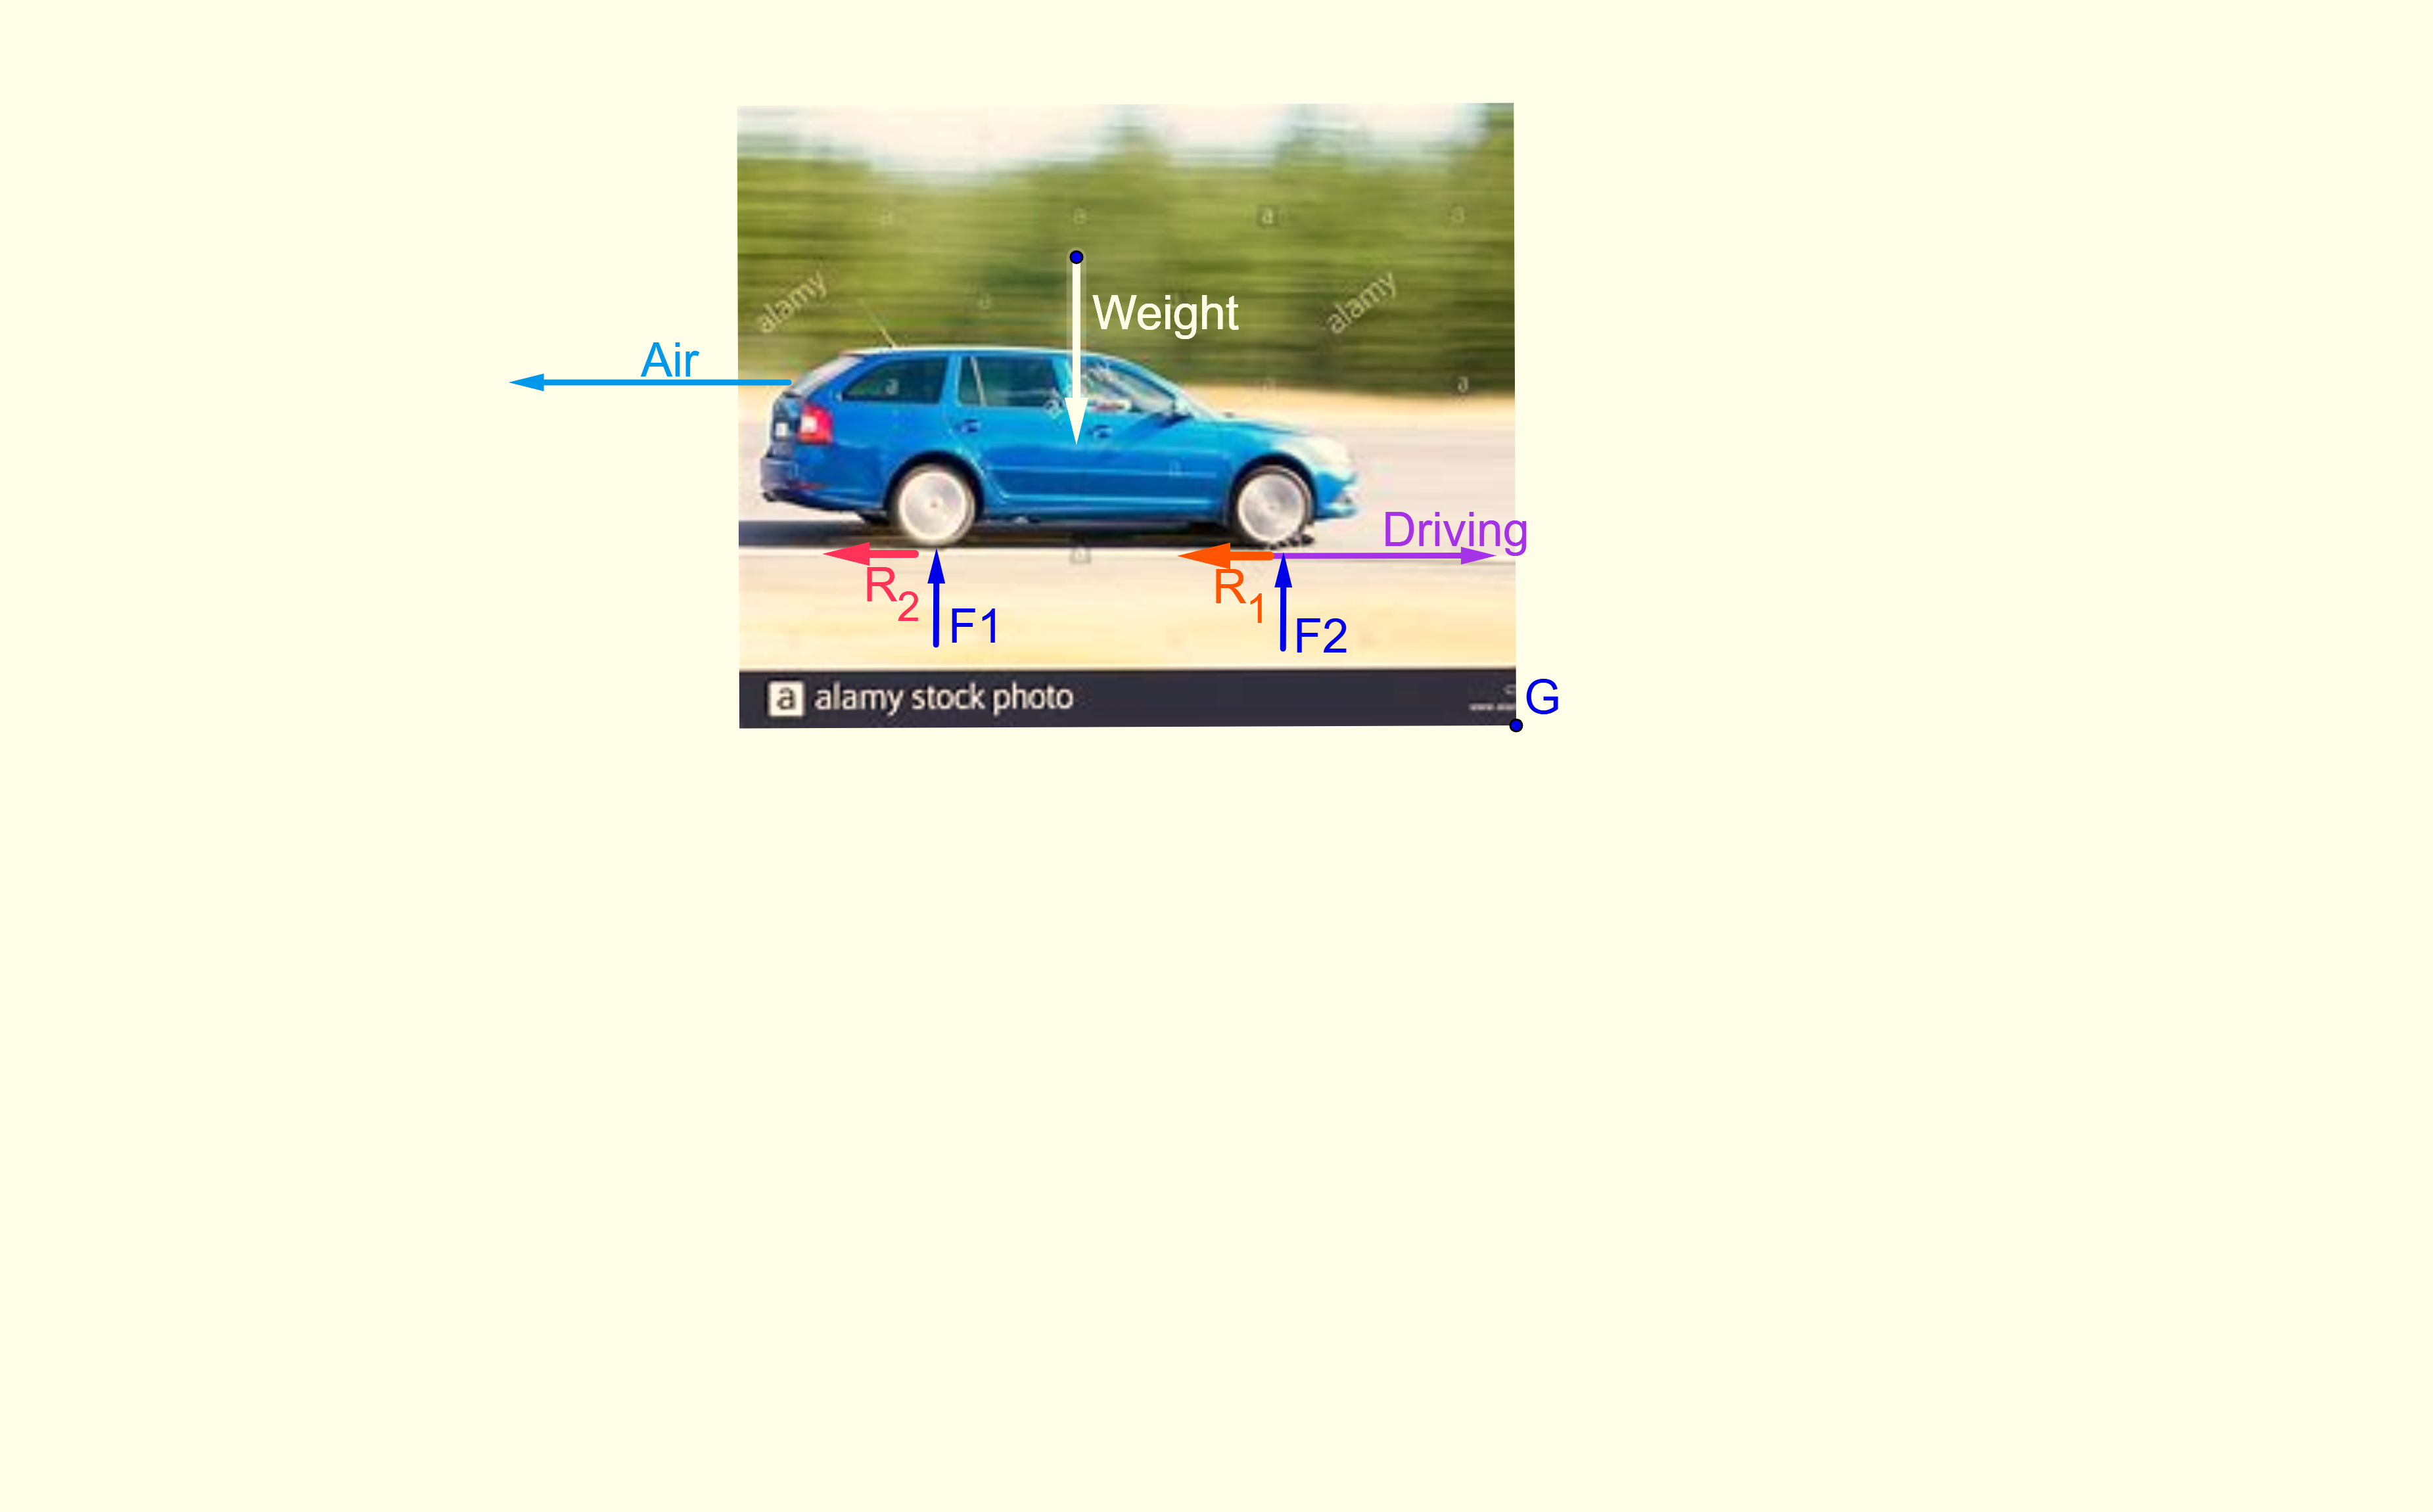 a a a a
alamy alamy
Weight
a
Air
a a a
Driving
a
R2 R1
F1 F2
a alamy stock photo
G